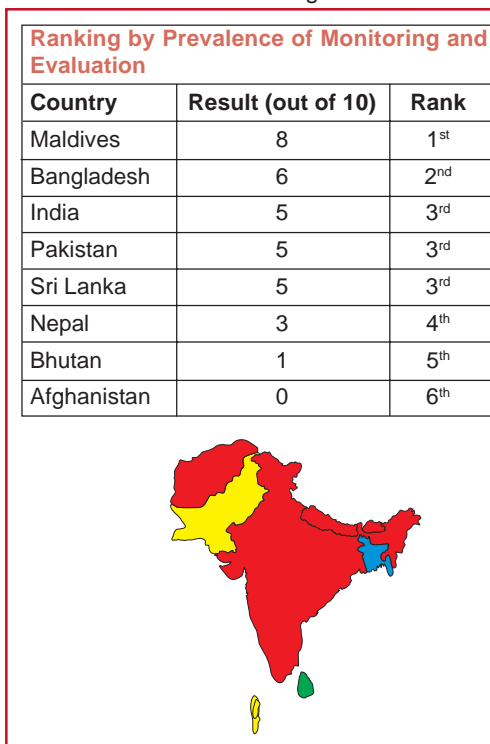 Ranking by Prevalence of Monitoring and
Evaluation
Country Result (out of 10) Rank
Maldives 8 1st
Bangladesh 6 2nd
India 5 3rd
Pakistan 5 3rd
Sri Lanka 5 3rd
Nepal 3 4th
Bhutan 1 5th
Afghanistan 0 6th